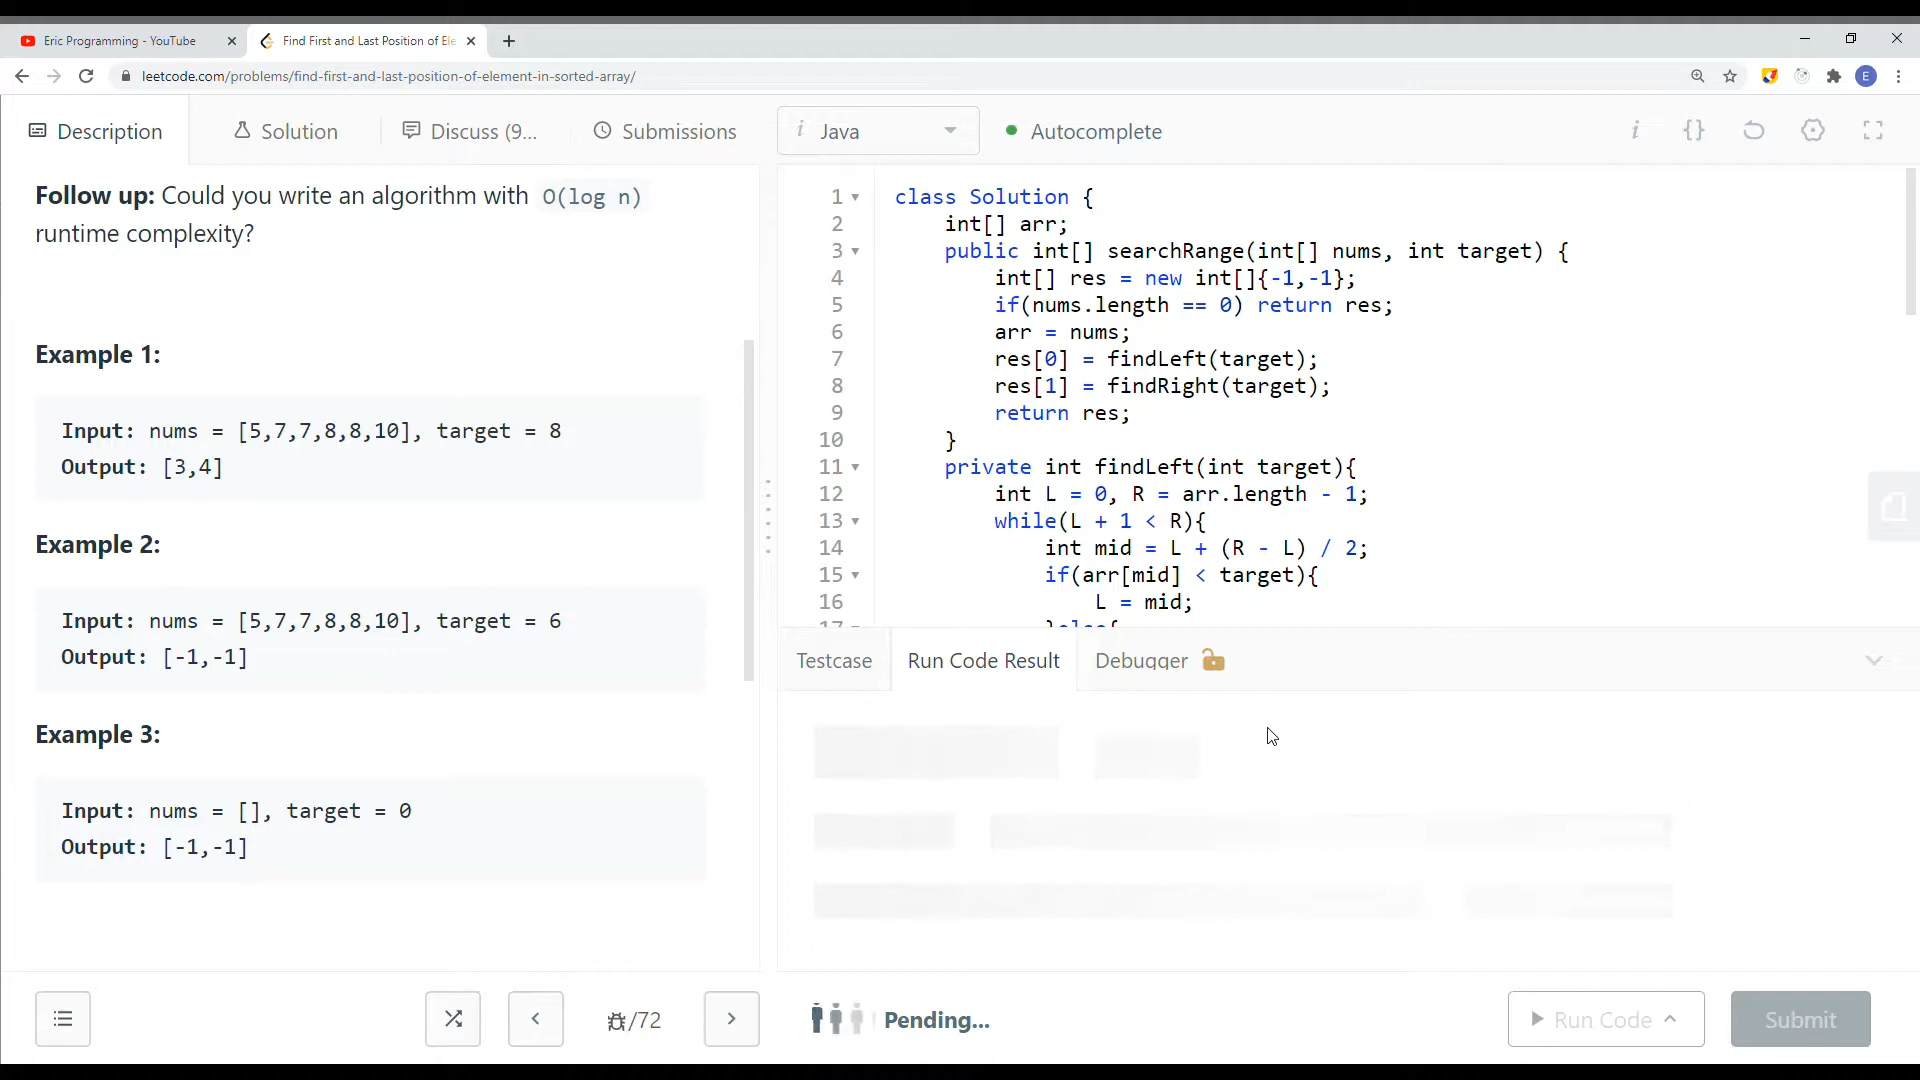 Eric Programming - YouTube
Find First and Last Position of Ele
leetcode.com/problems/find-first-and-last-position-of-element-in-sorted-array/
E
Description
Solution
Discuss (9...
Submissions
i Java
Autocomplete
i {}
Follow up: Could you write an algorithm with O(log n)
runtime complexity?
Example 1:
Input: nums = [5,7,7,8,8,10], target = 8
Output: [3,4]
Example 2:
Input: nums = [5,7,7,8,8,10], target = 6
Output: [-1,-1]
Example 3:
Input: nums = [], target = 0
Output: [-1,-1]
1 class Solution {
2 int[] arr;
3 public int[] searchRange(int[] nums, int target) {
4 int[] res = new int[]{-1,-1};
5 if(nums.length == 0) return res;
6 arr = nums;
7 res[0] = findLeft(target);
8 res[1] = findRight(target);
9 return res;
10 }
11 private int findLeft(int target){
12 int L = 0, R = arr.length - 1;
13 while(L + 1 < R){
14 int mid = L + (R - L) / 2;
15 if(arr[mid] < target){
16 L = mid;
17 }else{
Testcase
Run Code Result
Debugger
/72
Pending...
Run Code
Submit